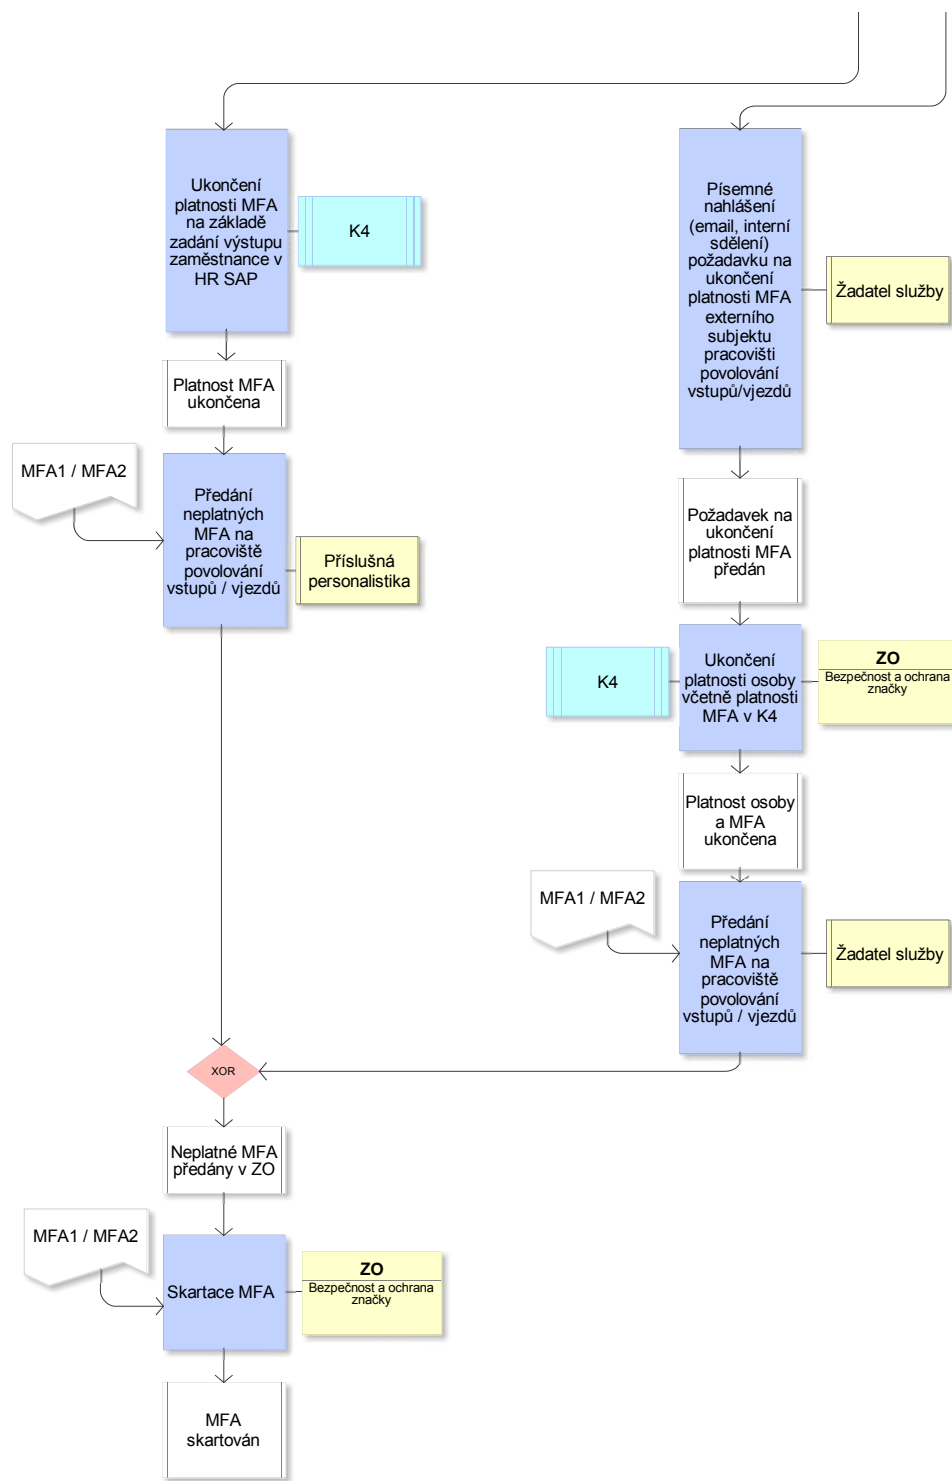 Ukončení
platnosti MFA
na základě
zadání výstupu
zaměstnance v
HR SAP
K4
Písemné
nahlášení
(email, interní
sdělení)
požadavku na
ukončení
platnosti MFA
externího
subjektu
pracovišti
povolování
vstupů/vjezdů
Žadatel služby
Platnost MFA
ukončena
MFA1 / MFA2
Předání
neplatných
MFA na
pracoviště
povolování
vstupů / vjezdů
Příslušná
personalistika
Požadavek na
ukončení
platnosti MFA
předán
K4
Ukončení
platnosti osoby
včetně platnosti
MFA v K4
ZO
Bezpečnost a ochrana
značky
Platnost osoby
a MFA
ukončena
MFA1 / MFA2
Předání
neplatných
MFA na
pracoviště
povolování
vstupů / vjezdů
Žadatel služby
XOR
Neplatné MFA
předány v ZO
MFA1 / MFA2
Skartace MFA
ZO
Bezpečnost a ochrana
značky
MFA
skartován